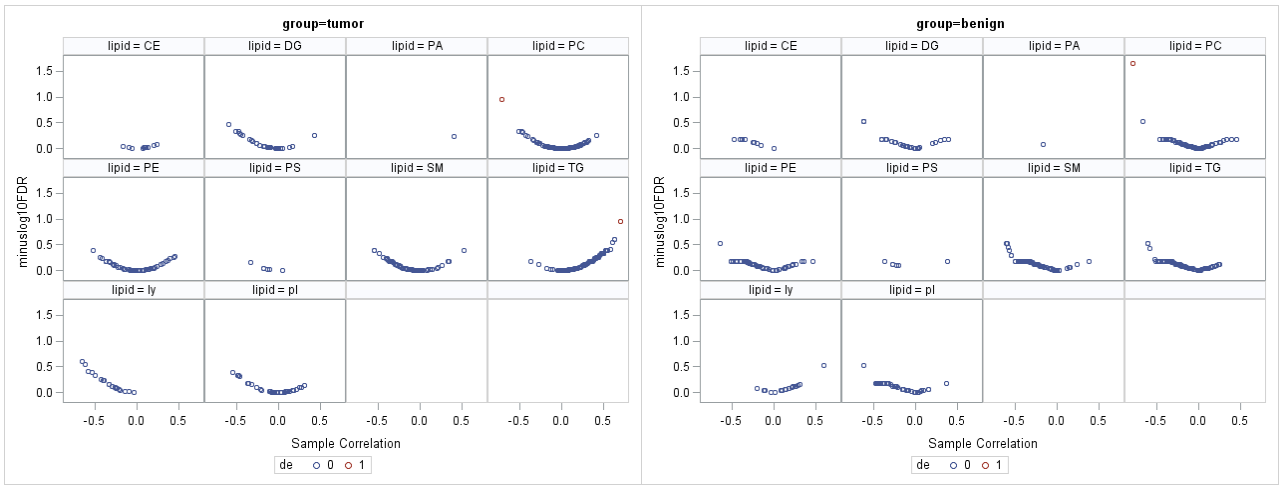 group=tumor
lipid = CE lipid = DG lipid = PA lipid = PC
1.5
1.0
0.5
0.0
lipid = PE lipid = PS lipid = SM lipid = TG
1.5
1.0
0.5
0.0
lipid = ly lipid = pl
1.5
1.0
0.5
0.0
minuslog10FDR
-0.5 0.0 0.5 -0.5 0.0 0.5 -0.5 0.0 0.5 -0.5 0.0 0.5
Sample Correlation
de 0 1
group=benign
lipid = CE lipid = DG lipid = PA lipid = PC
1.5
1.0
0.5
0.0
lipid = PE lipid = PS lipid = SM lipid = TG
1.5
1.0
0.5
0.0
lipid = ly lipid = pl
1.5
1.0
0.5
0.0
minuslog10FDR
-0.5 0.0 0.5 -0.5 0.0 0.5 -0.5 0.0 0.5 -0.5 0.0 0.5
Sample Correlation
de 0 1